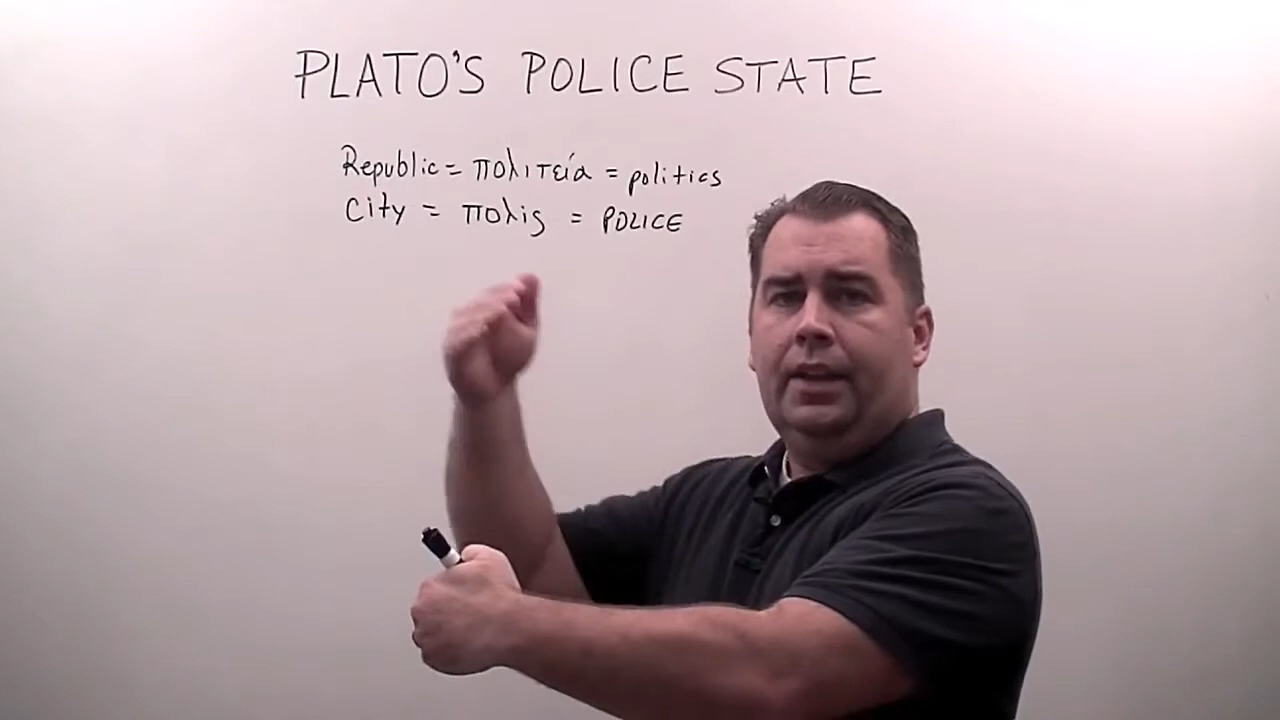 PLATO'S POLICE STATE
Republic = πολιτεία = politics
City = πολις = POLICE